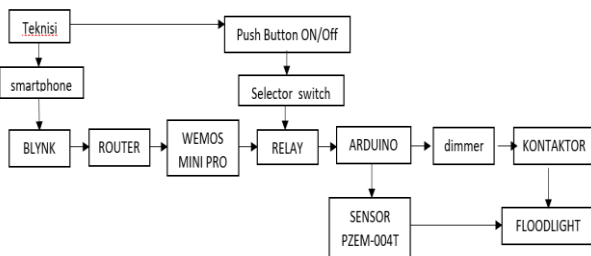 Teknisi
Push Button ON/Off
smartphone
Selector switch
BLYNK
ROUTER
WEMOS
MINI PRO
RELAY
ARDUINO
dimmer
KONTAKTOR
SENSOR
PZEM-004T
FLOODLIGHT